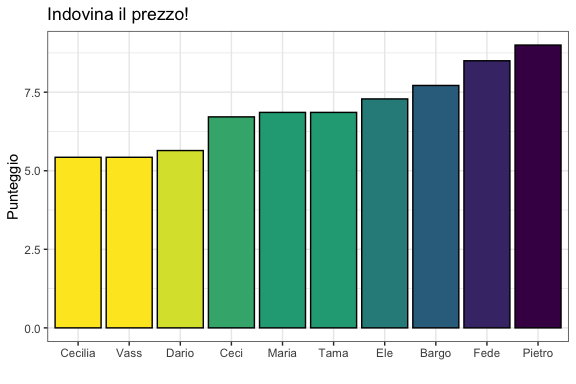 Indovina il prezzo!
Punteggio
7.5
5.0
2.5
0.0
Cecilia Vass Dario Ceci Maria Tama Ele Bargo Fede Pietro